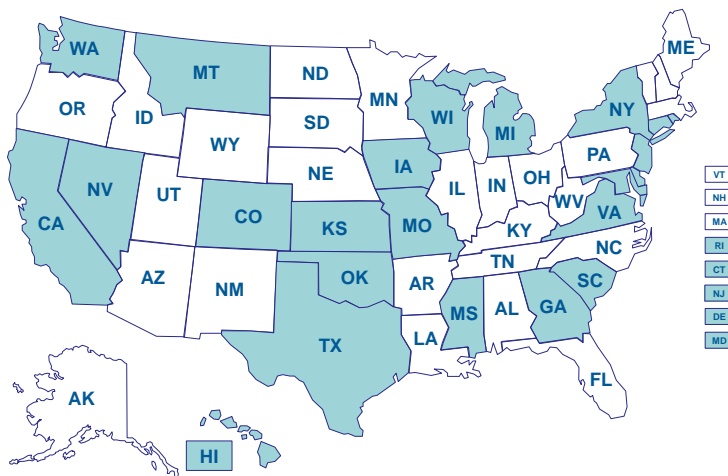 ME
WA
MT
ND
MN
OR
ID
SD
WI
NY
MI
WY
PA
NE
IA
IL
IN
OH
NV
UT
WV
VA
CA
CO
KS
MO
KY
NC
TN
AZ
NM
OK
AR
SC
MS
AL
GA
TX
LA
FL
AK
HI
VT
NH
MA
RI
CT
NJ
DE
MD